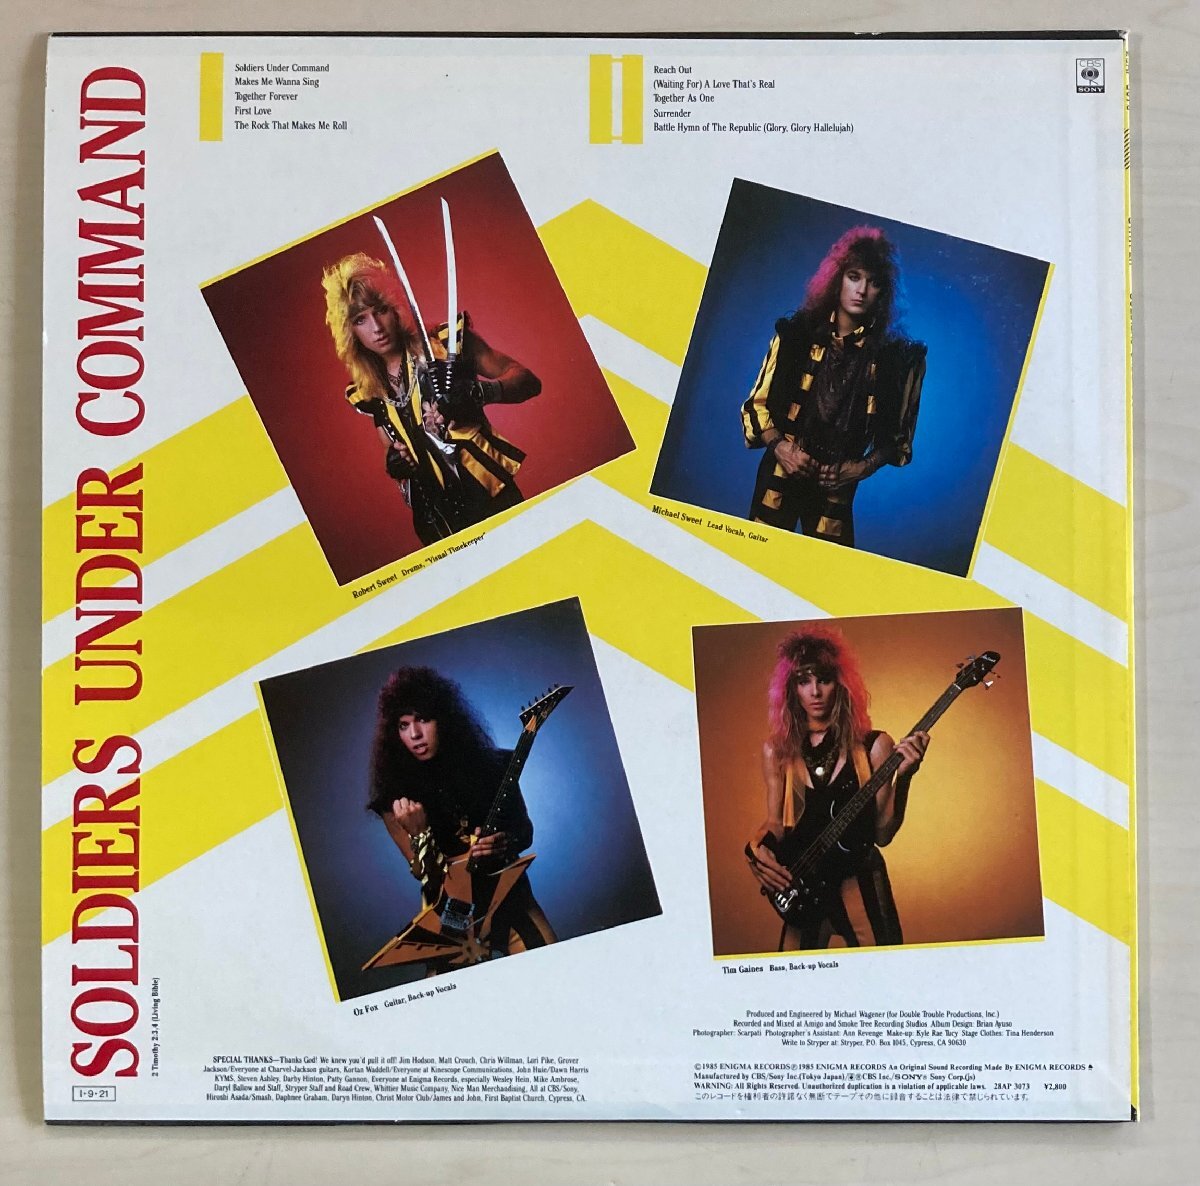 SOLDIERS UNDER COMMAND
2 Timothy 2:3,4 (Living Bible)
I
Soldiers Under Command
Makes Me Wanna Sing
Together Forever
First Love
The Rock That Makes Me Roll
II
Reach Out
(Waiting For) A Love That's Real
Together As One
Surrender
Battle Hymn of The Republic (Glory, Glory Hallelujah)
CBS
SONY
Robert Sweet Drums, "Visual Timekeeper"
Michael Sweet Lead Vocals, Guitar
Oz Fox Guitar, Back-up Vocals
Tim Gaines Bass, Back-up Vocals
Produced and Engineered by Michael Wagener (for Double Trouble Productions, Inc.)
Recorded and Mixed at Amigo and Smoke Tree Recording Studios Album Design: Brian Ayuso
Photographer: Scarpati Photographer's Assistant: Ann Revenge Make-up: Kyle Rae Tucy Stage Clothes: Tina Henderson
Write to Stryper at: Stryper, P.O. Box 1045, Cypress, CA 90630
SPECIAL THANKS—Thanks God! We knew you'd pull it off! Jim Hodson, Matt Crouch, Chris Willman, Lori Pike, Grover
Jackson/Everyone at Charvel-Jackson guitars, Kortan Waddell/Everyone at Kinescope Communications, John Huie/Dawn Harris
KYMS, Steven Ashley, Darby Hinton, Patty Gannon, Everyone at Enigma Records, especially Wesley Hein, Mike Ambrose,
Daryl Ballow and Staff, Stryper Staff and Road Crew, Whittier Music Company, Nice Man Merchandising, All at CBS/Sony,
Hiroshi Asada/Smash, Daphnee Graham, Daryn Hinton, Christ Motor Club/James and John, First Baptist Church, Cypress, CA.
I-9-21
©1985 ENIGMA RECORDS ℗1985 ENIGMA RECORDS An Original Sound Recording Made By ENIGMA RECORDS
Manufactured by CBS/Sony Inc.(Tokyo Japan)/ CBS Inc./SONY® Sony Corp.(js)
WARNING: All Rights Reserved. Unauthorized duplication is a violation of applicable laws. 28AP 3073 ¥2,800
このレコードを権利者の許諾なく無断でテープその他に録音することは法律で禁じられています。